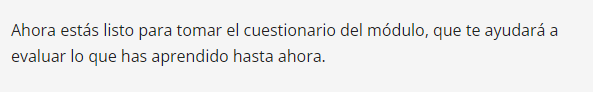 Ahora estás listo para tomar el cuestionario del módulo, que te ayudará a
evaluar lo que has aprendido hasta ahora.